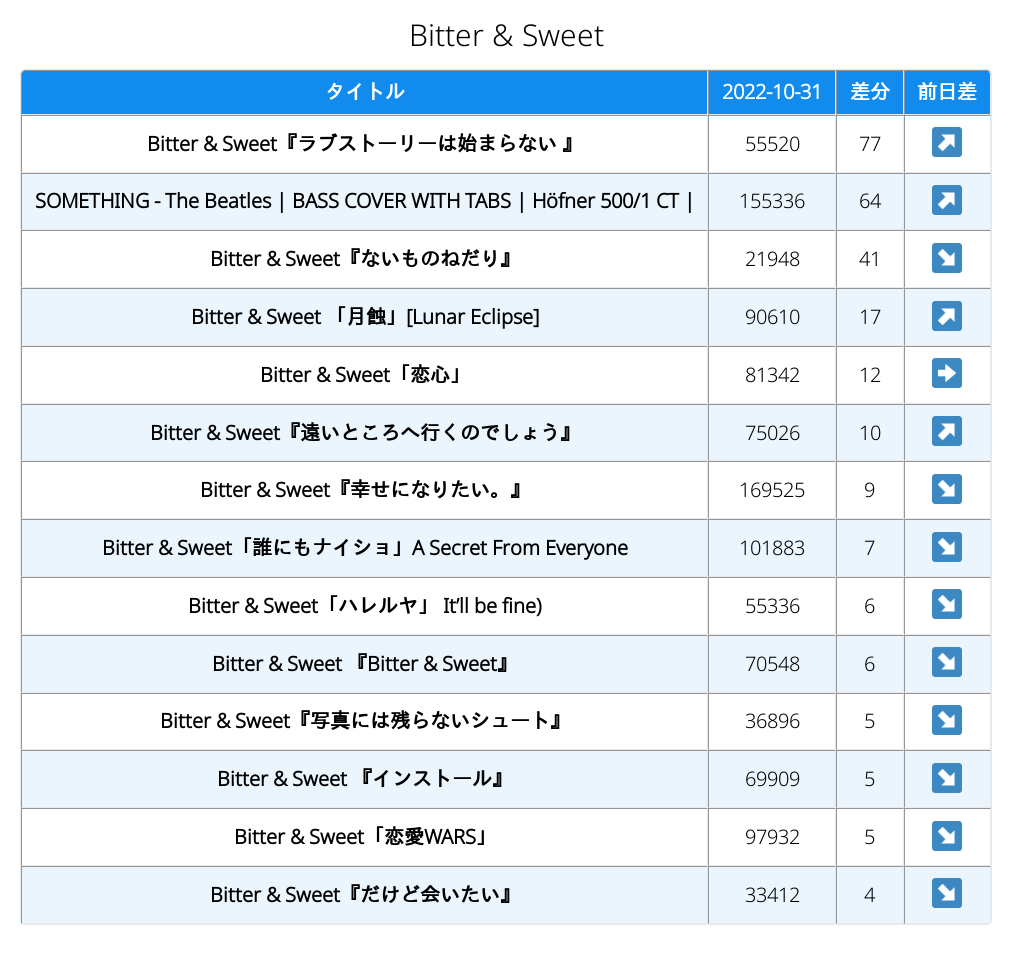 Bitter & Sweet
タイトル 2022-10-31 差分 前日差
Bitter & Sweet『ラブストーリーは始まらない 』 55520 77
SOMETHING - The Beatles | BASS COVER WITH TABS | Höfner 500/1 CT | 155336 64
Bitter & Sweet『ないものねだり』 21948 41
Bitter & Sweet 「月蝕」[Lunar Eclipse] 90610 17
Bitter & Sweet「恋心」 81342 12
Bitter & Sweet『遠いところへ行くのでしょう』 75026 10
Bitter & Sweet『幸せになりたい。』 169525 9
Bitter & Sweet「誰にもナイショ」A Secret From Everyone 101883 7
Bitter & Sweet「ハレルヤ」 It’ll be fine) 55336 6
Bitter & Sweet 『Bitter & Sweet』 70548 6
Bitter & Sweet『写真には残らないシュート』 36896 5
Bitter & Sweet 『インストール』 69909 5
Bitter & Sweet「恋愛WARS」 97932 5
Bitter & Sweet『だけど会いたい』 33412 4